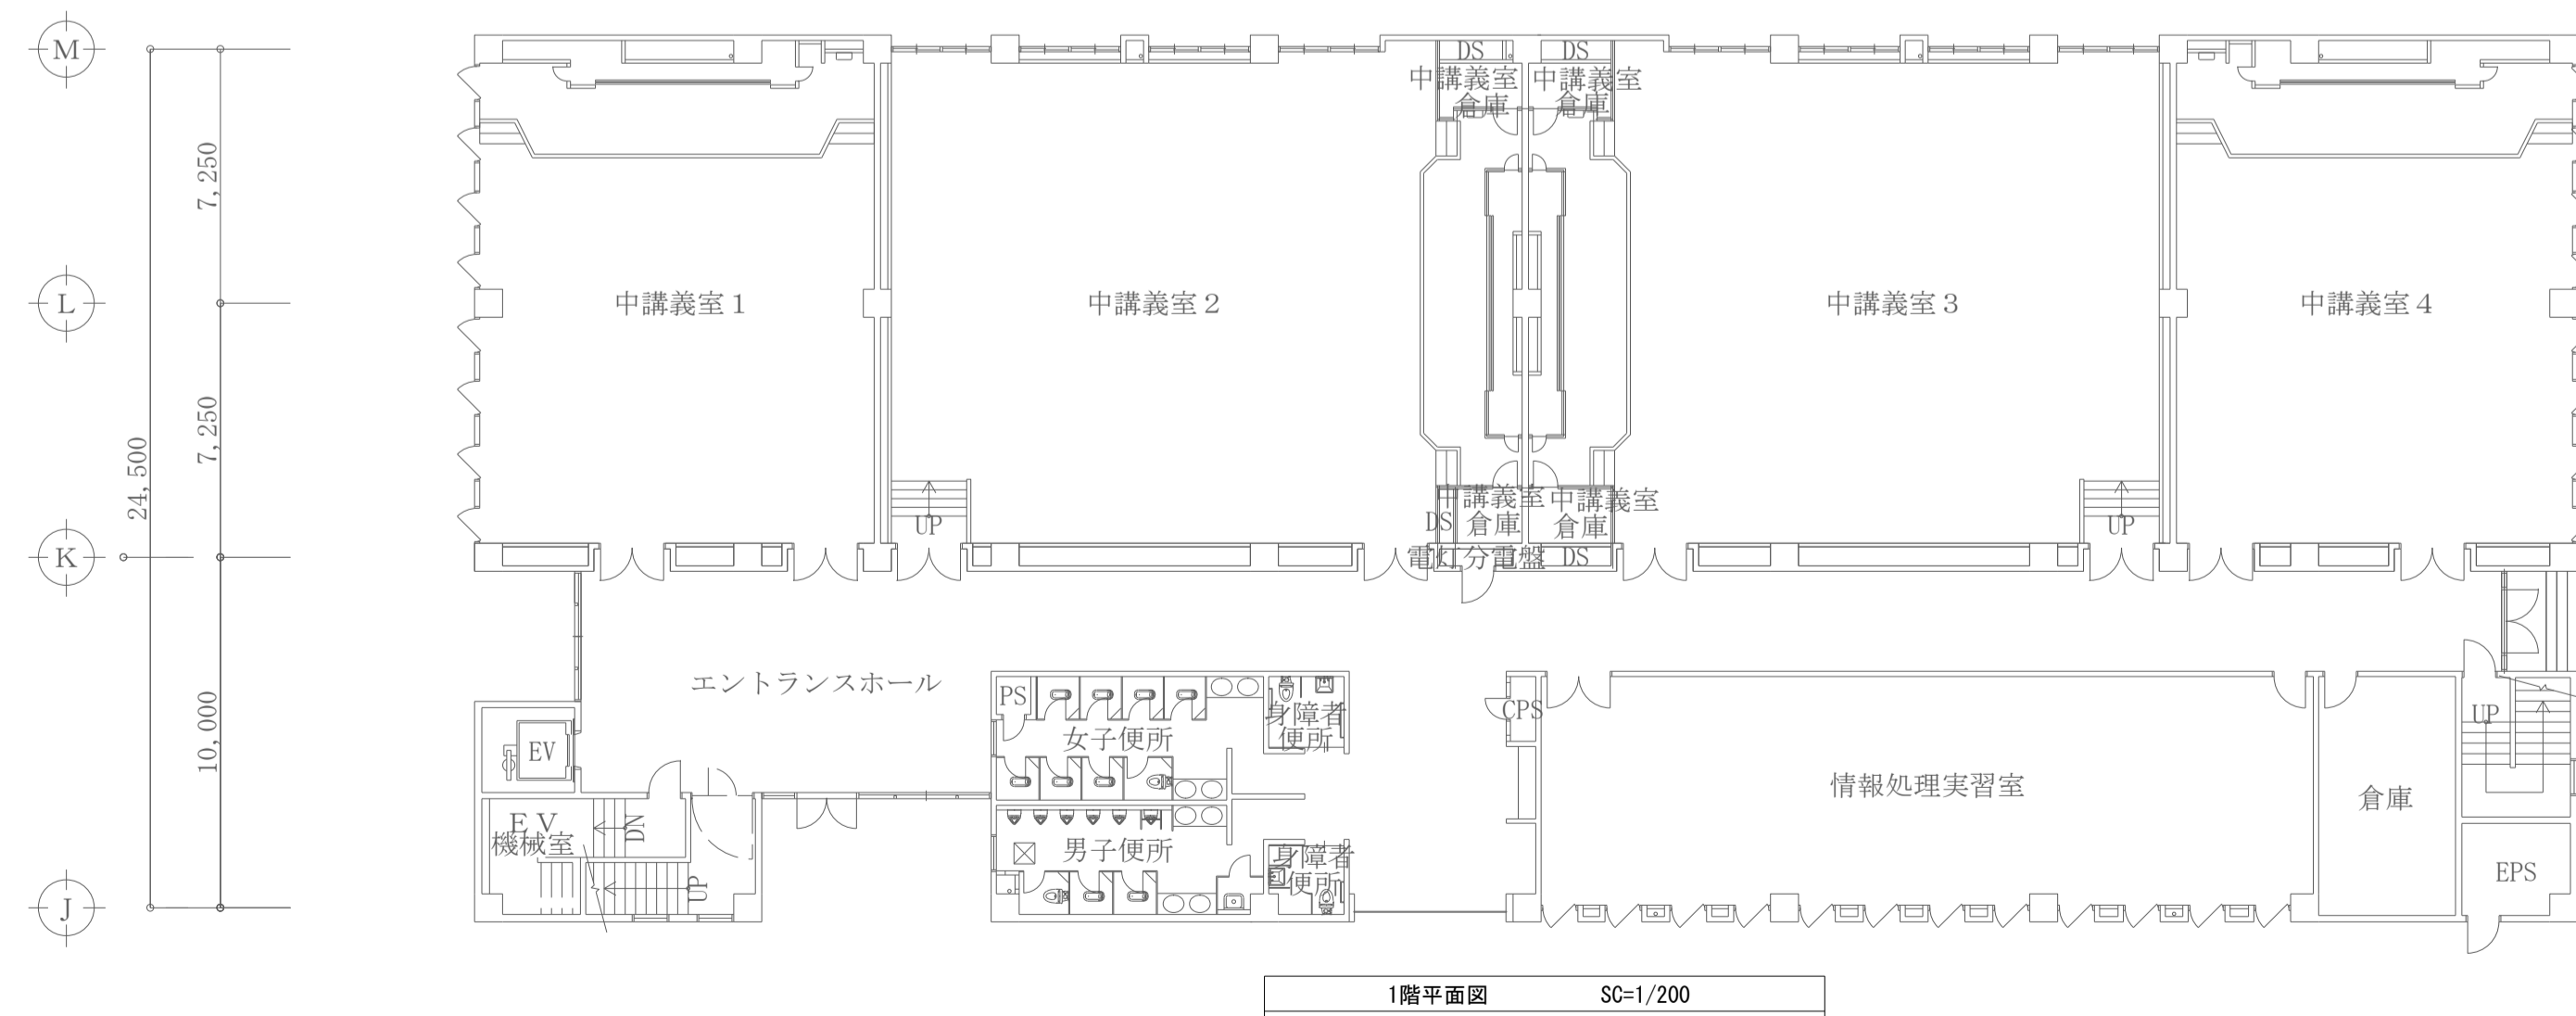 M
L
K
J
7,250
7,250
24,500
10,000
DS
DS
中講義室
倉庫
中講義室
倉庫
中講義室1
中講義室2
中講義室3
中講義室4
UP
UP
DS
中講義室
倉庫
中講義室
倉庫
電灯分電盤
DS
エントランスホール
PS
女子便所
身障者
便所
CPS
EV
UP
情報処理実習室
倉庫
EV
機械室
DN
UP
男子便所
身障者
便所
EPS
1階平面図 SC=1/200